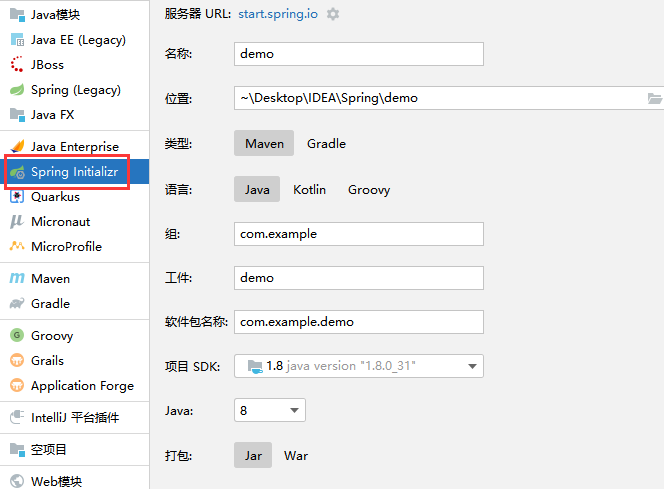 Java模块
Java EE (Legacy)
JBoss
Spring (Legacy)
Java FX
Java Enterprise
Spring Initializr
Quarkus
Micronaut
MicroProfile
Maven
Gradle
Groovy
Grails
Application Forge
IntelliJ 平台插件
空项目
Web模块
服务器 URL: start.spring.io
名称: demo
位置: ~\Desktop\IDEA\Spring\demo
类型: Maven Gradle
语言: Java Kotlin Groovy
组: com.example
工件: demo
软件包名称: com.example.demo
项目 SDK: 1.8 java version "1.8.0_31"
Java: 8
打包: Jar War